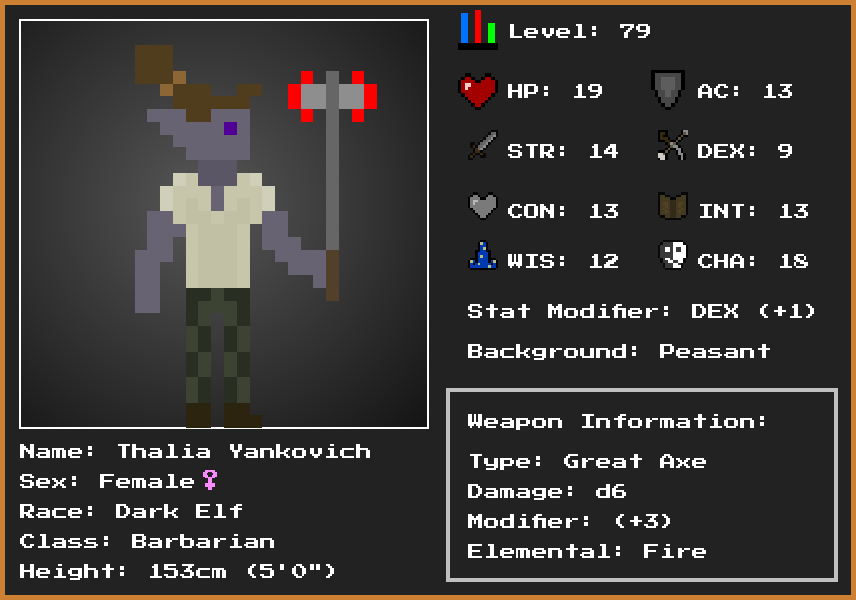 Level: 79
HP: 19
AC: 13
STR: 14
DEX: 9
CON: 13
INT: 13
WIS: 12
CHA: 18
Stat Modifier: DEX (+1)
Background: Peasant
Weapon Information:
Type: Great Axe
Damage: d6
Modifier: (+3)
Elemental: Fire
Name: Thalia Yankovich
Sex: Female♀
Race: Dark Elf
Class: Barbarian
Height: 153cm (5'0")